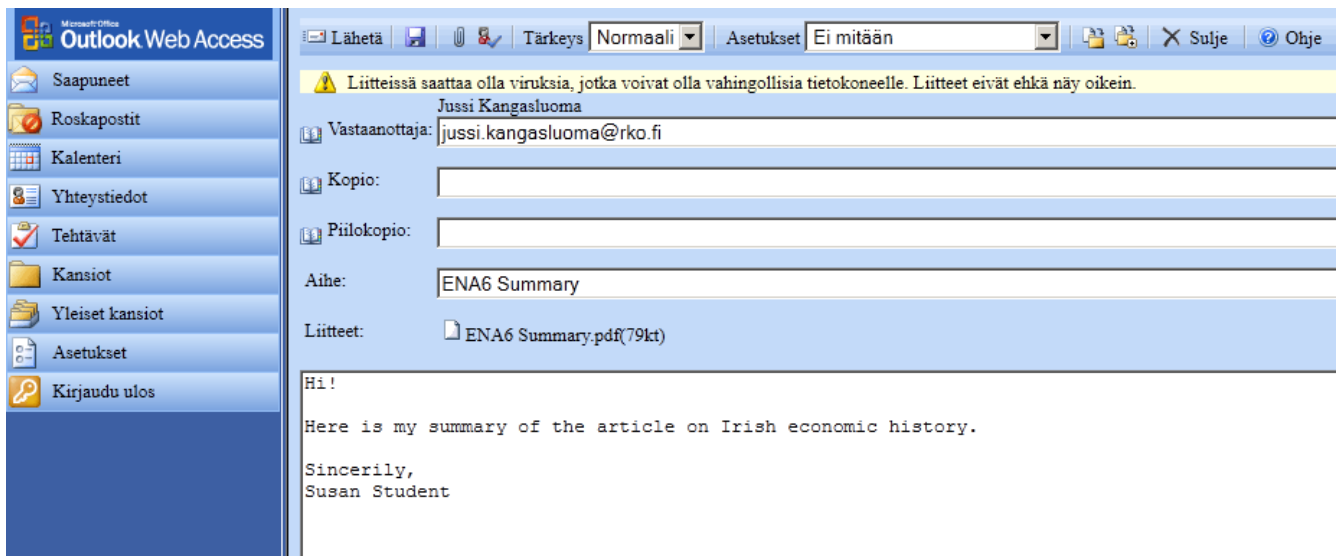 Microsoft Office
Outlook Web Access
Saapuneet
Roskapostit
Kalenteri
Yhteystiedot
Tehtävät
Kansiot
Yleiset kansiot
Asetukset
Kirjaudu ulos
Lähetä Tärkeys Normaali Asetukset Ei mitään Sulje Ohje
Liitteissä saattaa olla viruksia, jotka voivat olla vahingollisia tietokoneelle. Liitteet eivät ehkä näy oikein.
Jussi Kangasluoma
Vastaanottaja: jussi.kangasluoma@rko.fi
Kopio:
Piilokopio:
Aihe: ENA6 Summary
Liitteet: ENA6 Summary.pdf(79kt)
Hi!
Here is my summary of the article on Irish economic history.
Sincerily,
Susan Student